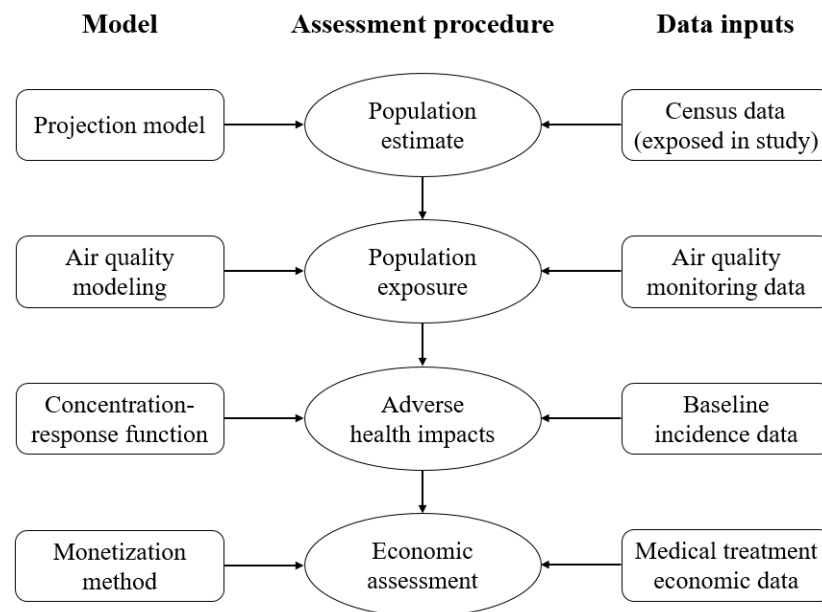 Model
Assessment procedure
Data inputs
Projection model
Population
estimate
Census data
(exposed in study)
Air quality
modeling
Population
exposure
Air quality
monitoring data
Concentration-
response function
Adverse
health impacts
Baseline
incidence data
Monetization
method
Economic
assessment
Medical treatment
economic data